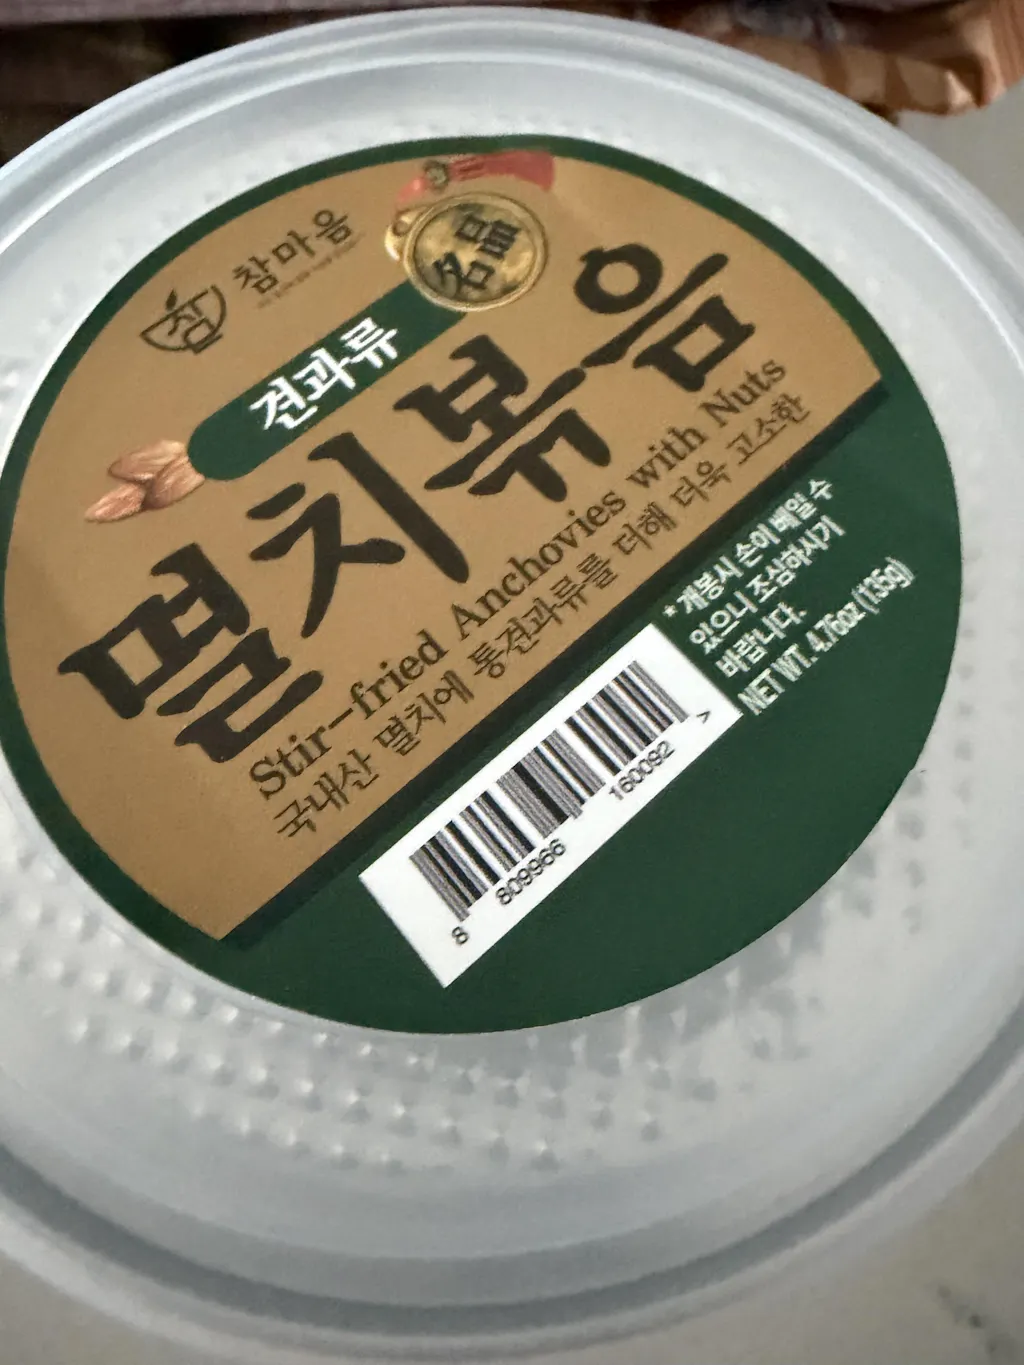 참
참마음
名品
견과류
멸치볶음
Stir-fried Anchovies with Nuts
국내산 멸치에 통견과류를 더해 더욱 고소한
* 개봉시 손이 베일 수
있으니 조심하시기
바랍니다.
NET WT. 4.76oz (135g)
8 809966 160092 >